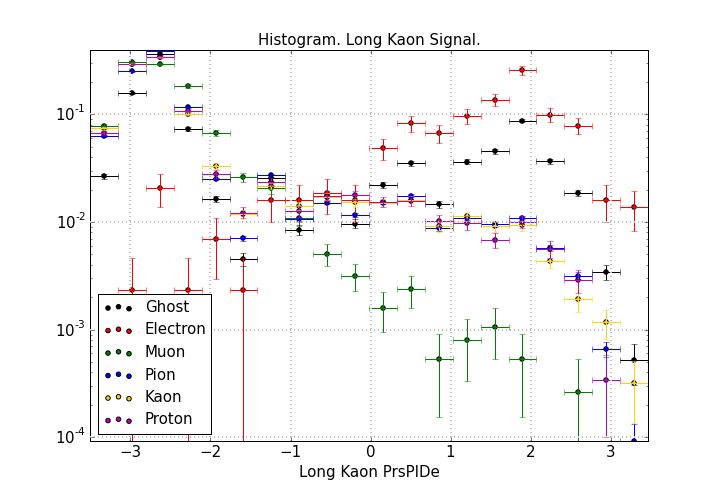 Histogram. Long Kaon Signal.
10^-1
10^-2
10^-3
10^-4
Ghost
Electron
Muon
Pion
Kaon
Proton
−3 −2 −1 0 1 2 3
Long Kaon PrsPIDe